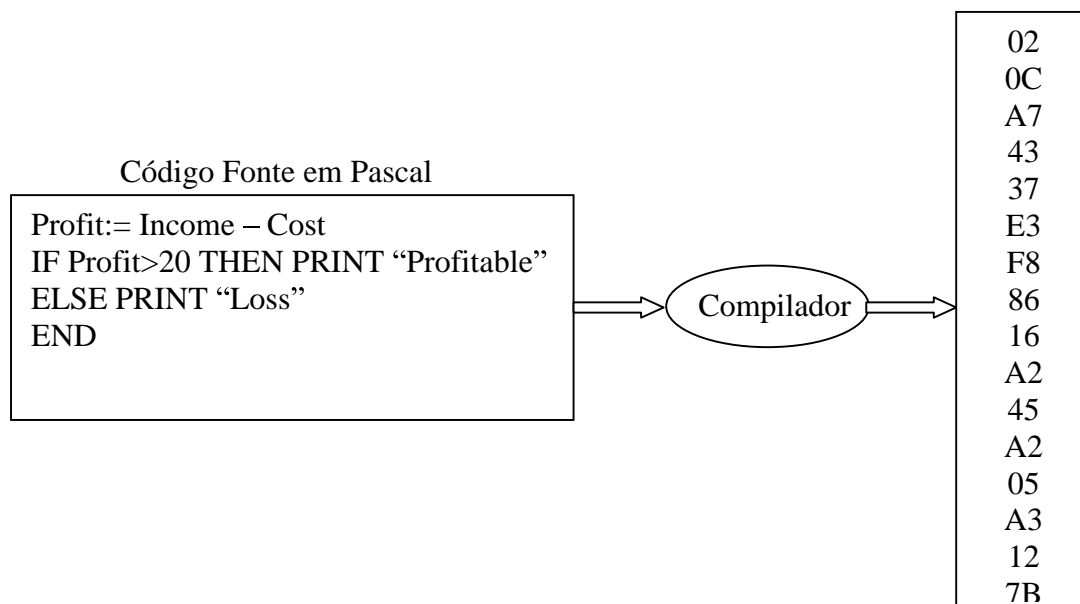 Código Fonte em Pascal
Profit:= Income – Cost
IF Profit>20 THEN PRINT “Profitable”
ELSE PRINT “Loss”
END
Compilador
02
0C
A7
43
37
E3
F8
86
16
A2
45
A2
05
A3
12
7B